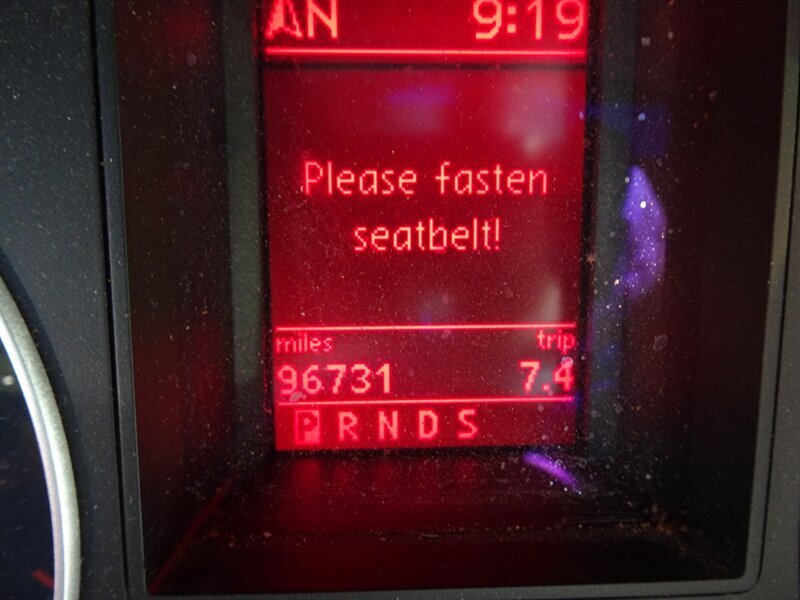 N 9:19
Please fasten
seatbelt!
miles trip
96731 7.4
P R N D S